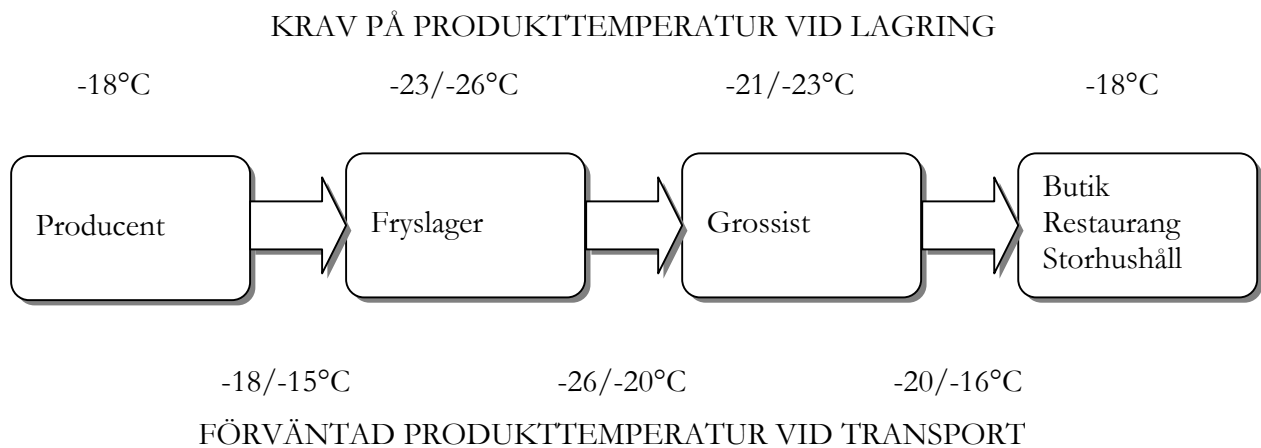 KRAV PÅ PRODUKTTEMPERATUR VID LAGRING
-18°C -23/-26°C -21/-23°C -18°C
Producent
Fryslager
Grossist
Butik
Restaurang
Storhushåll
-18/-15°C -26/-20°C -20/-16°C
FÖRVÄNTAD PRODUKTTEMPERATUR VID TRANSPORT